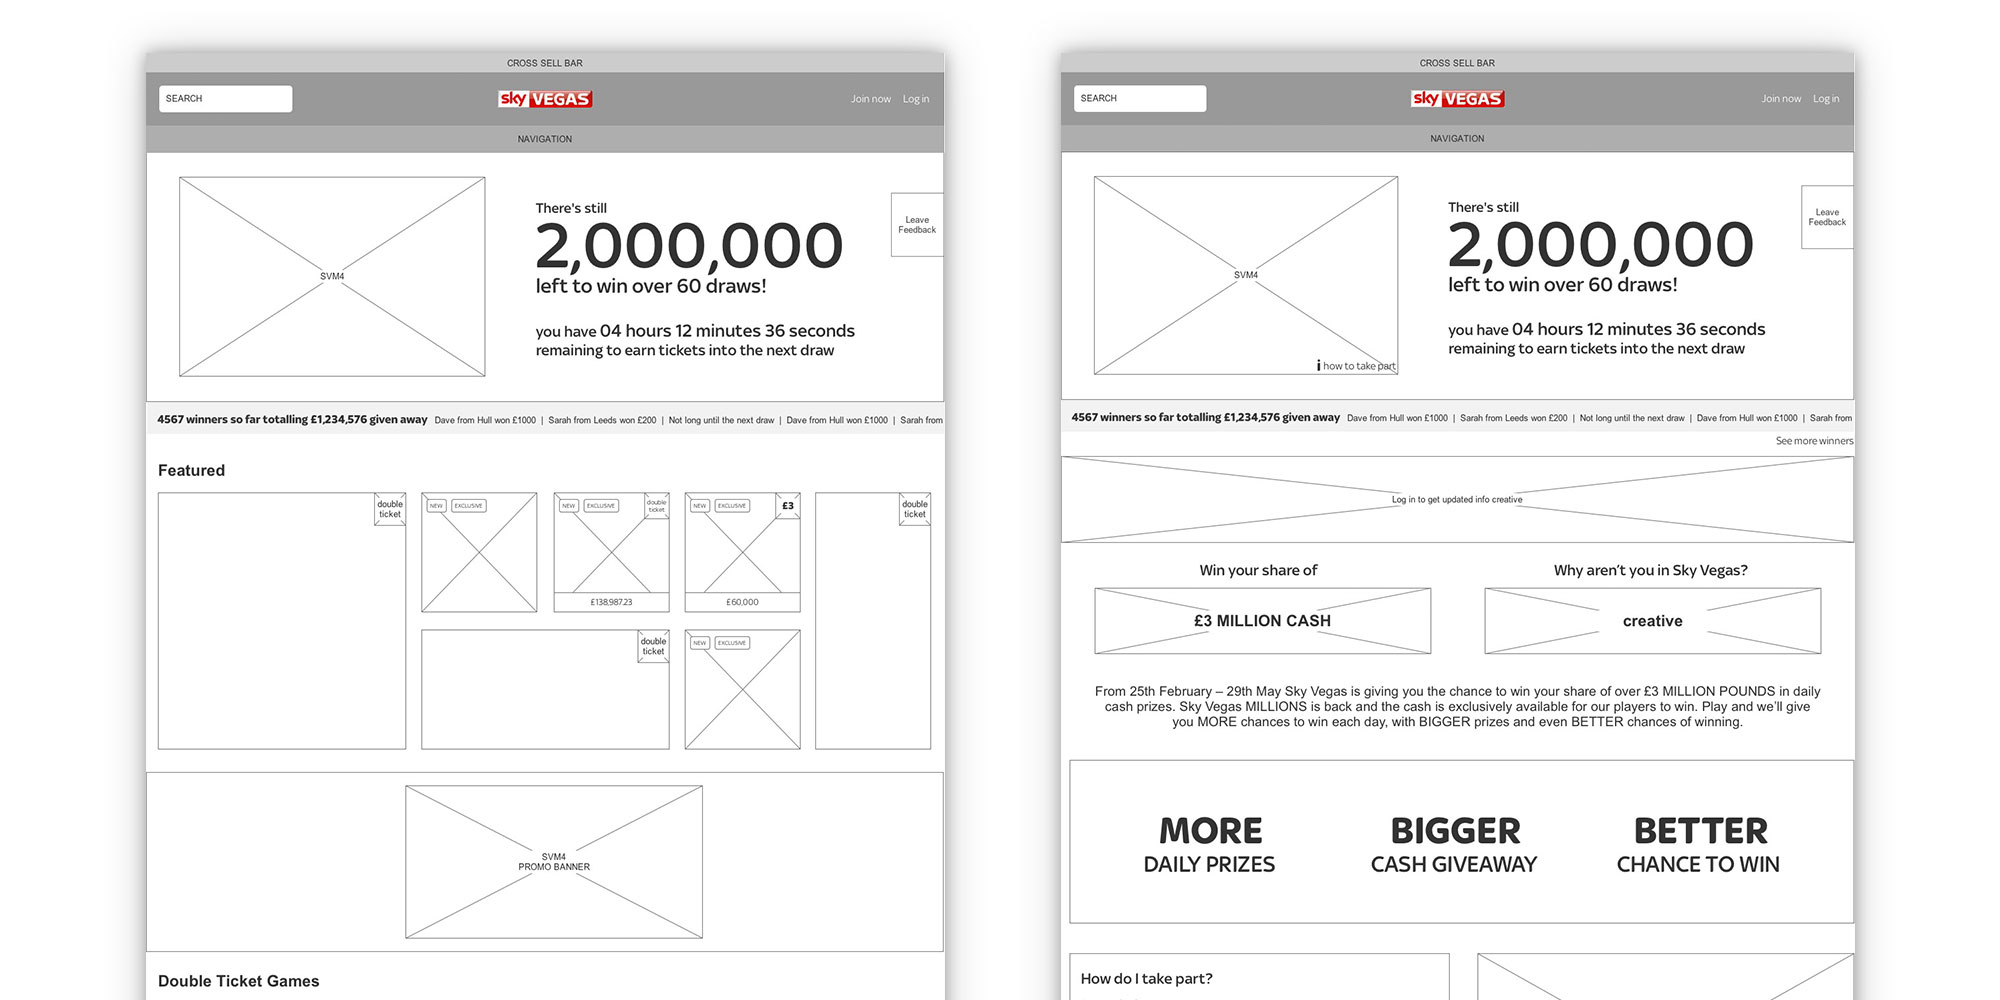 CROSS SELL BAR
SEARCH
sky VEGAS
Join now Log in
NAVIGATION
SVM4
There's still
2,000,000
left to win over 60 draws!
you have 04 hours 12 minutes 36 seconds
remaining to earn tickets into the next draw
Leave
Feedback
4567 winners so far totalling £1,234,576 given away Dave from Hull won £1000 | Sarah from Leeds won £200 | Not long until the next draw | Dave from Hull won £1000 | Sarah from
Featured
double
ticket
NEW EXCLUSIVE
NEW EXCLUSIVE
double
ticket
£138,987.23
NEW EXCLUSIVE
£3
£60,000
double
ticket
double
ticket
NEW EXCLUSIVE
SVM4
PROMO BANNER
Double Ticket Games
CROSS SELL BAR
SEARCH
sky VEGAS
Join now Log in
NAVIGATION
SVM4
i how to take part
There's still
2,000,000
left to win over 60 draws!
you have 04 hours 12 minutes 36 seconds
remaining to earn tickets into the next draw
Leave
Feedback
4567 winners so far totalling £1,234,576 given away Dave from Hull won £1000 | Sarah from Leeds won £200 | Not long until the next draw | Dave from Hull won £1000 | Sarah from
See more winners
Log in to get updated info creative
Win your share of
£3 MILLION CASH
Why aren't you in Sky Vegas?
creative
From 25th February – 29th May Sky Vegas is giving you the chance to win your share of over £3 MILLION POUNDS in daily
cash prizes. Sky Vegas MILLIONS is back and the cash is exclusively available for our players to win. Play and we'll give
you MORE chances to win each day, with BIGGER prizes and even BETTER chances of winning.
MORE
DAILY PRIZES
BIGGER
CASH GIVEAWAY
BETTER
CHANCE TO WIN
How do I take part?